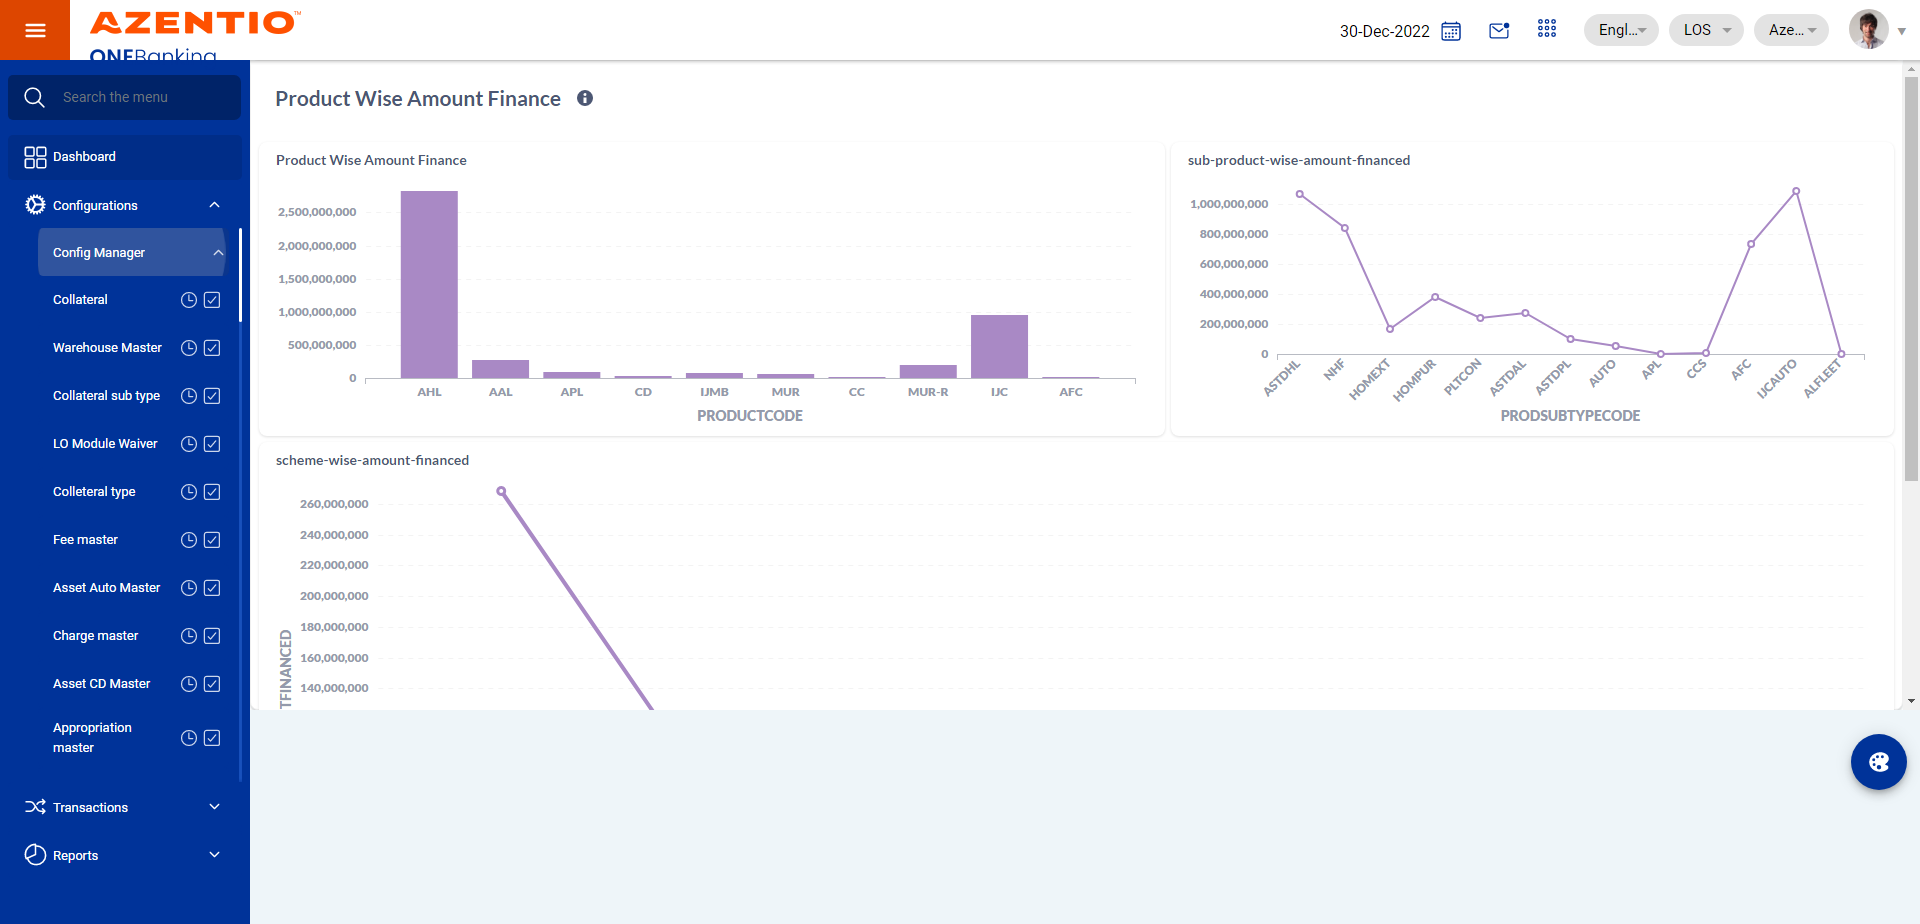 AZENTIO™
ONEBanking
30-Dec-2022
Engl...
LOS
Aze...
Search the menu
Dashboard
Configurations
Config Manager
Collateral
Warehouse Master
Collateral sub type
LO Module Waiver
Colleteral type
Fee master
Asset Auto Master
Charge master
Asset CD Master
Appropriation
master
Transactions
Reports
Product Wise Amount Finance
Product Wise Amount Finance
2,500,000,000
2,000,000,000
1,500,000,000
1,000,000,000
500,000,000
0
AHL AAL APL CD IJMB MUR CC MUR-R IJC AFC
PRODUCTCODE
sub-product-wise-amount-financed
1,000,000,000
800,000,000
600,000,000
400,000,000
200,000,000
0
ASTDHL NHF HOMEXT HOMPUR PLTCON ASTDAL ASTDPL AUTO APL CCS AFC IJCAUTO ALFLEET
PRODSUBTYPECODE
scheme-wise-amount-financed
260,000,000
240,000,000
220,000,000
200,000,000
180,000,000
160,000,000
140,000,000
TFINANCED